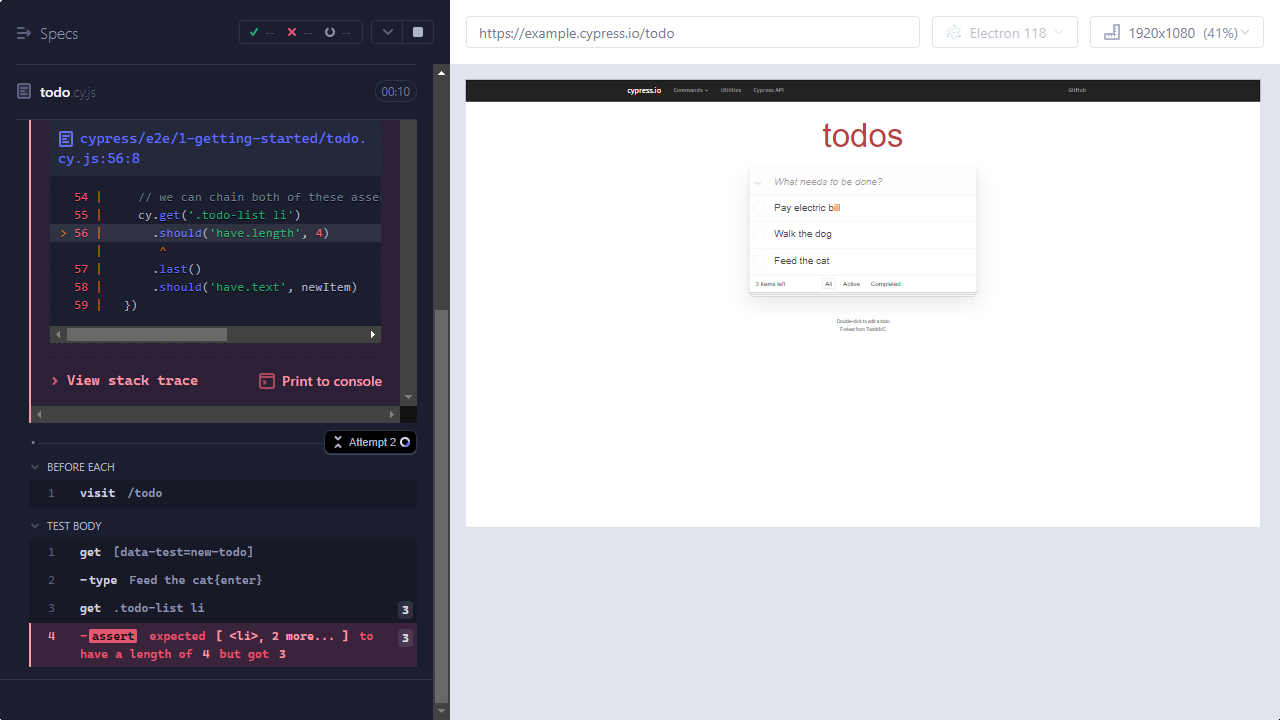 Specs
--
--
--
https://example.cypress.io/todo
Electron 118
1920x1080 (41%)
todo.cy.js
00:10
cypress/e2e/1-getting-started/todo.
cy.js:56:8
54 | // we can chain both of these asser
55 | cy.get('.todo-list li')
> 56 | .should('have.length', 4)
| ^
57 | .last()
58 | .should('have.text', newItem)
59 | })
> View stack trace
Print to console
Attempt 2
BEFORE EACH
1 visit /todo
TEST BODY
1 get [data-test=new-todo]
2 -type Feed the cat{enter}
3 get .todo-list li 3
4 -assert expected [ <li>, 2 more... ] to 3
have a length of 4 but got 3
cypress.io Commands Utilities Cypress API GitHub
todos
What needs to be done?
Pay electric bill
Walk the dog
Feed the cat
3 items left All Active Completed
Double-click to edit a todo
Forked from TodoMVC